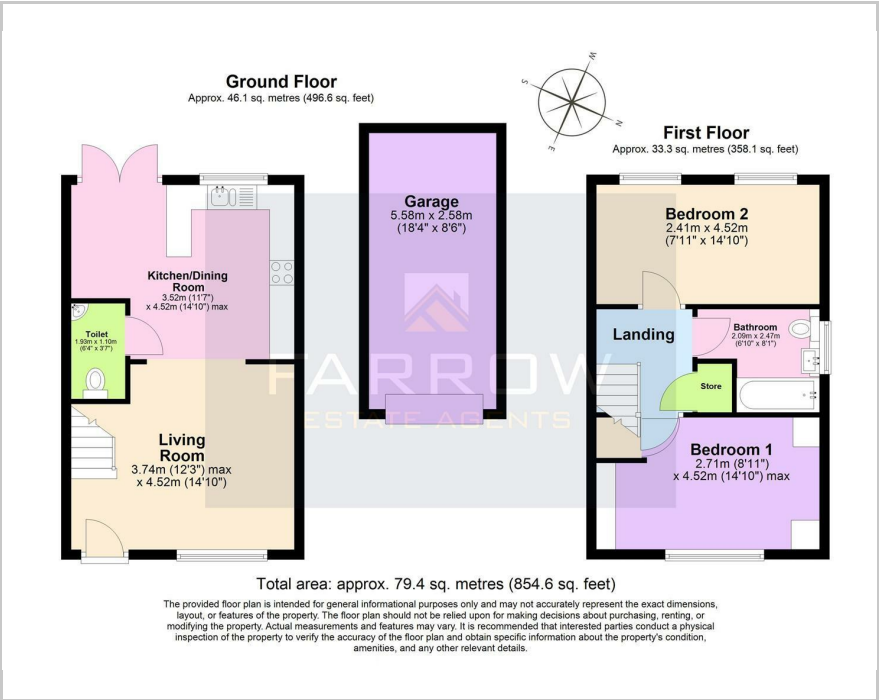 Ground Floor
Approx. 46.1 sq. metres (496.6 sq. feet)
W
S
N
E
First Floor
Approx. 33.3 sq. metres (358.1 sq. feet)
Garage
5.58m x 2.58m
(18'4" x 8'6")
Bedroom 2
2.41m x 4.52m
(7'11" x 14'10")
Kitchen/Dining
Room
3.52m (11'7")
x 4.52m (14'10") max
Toilet
1.93m x 1.10m
(6'4" x 3'7")
Landing
Bathroom
2.09m x 2.47m
(6'10" x 8'1")
Store
FARROW
ESTATE AGENTS
Living
Room
3.74m (12'3") max
x 4.52m (14'10")
Bedroom 1
2.71m (8'11")
x 4.52m (14'10") max
Total area: approx. 79.4 sq. metres (854.6 sq. feet)
The provided floor plan is intended for general informational purposes only and may not accurately represent the exact dimensions,
layout, or features of the property. The floor plan should not be relied upon for making decisions about purchasing, renting, or
modifying the property. Actual measurements and features may vary. It is recommended that interested parties conduct a physical
inspection of the property to verify the accuracy of the floor plan and obtain specific information about the property's condition,
amenities, and any other relevant details.